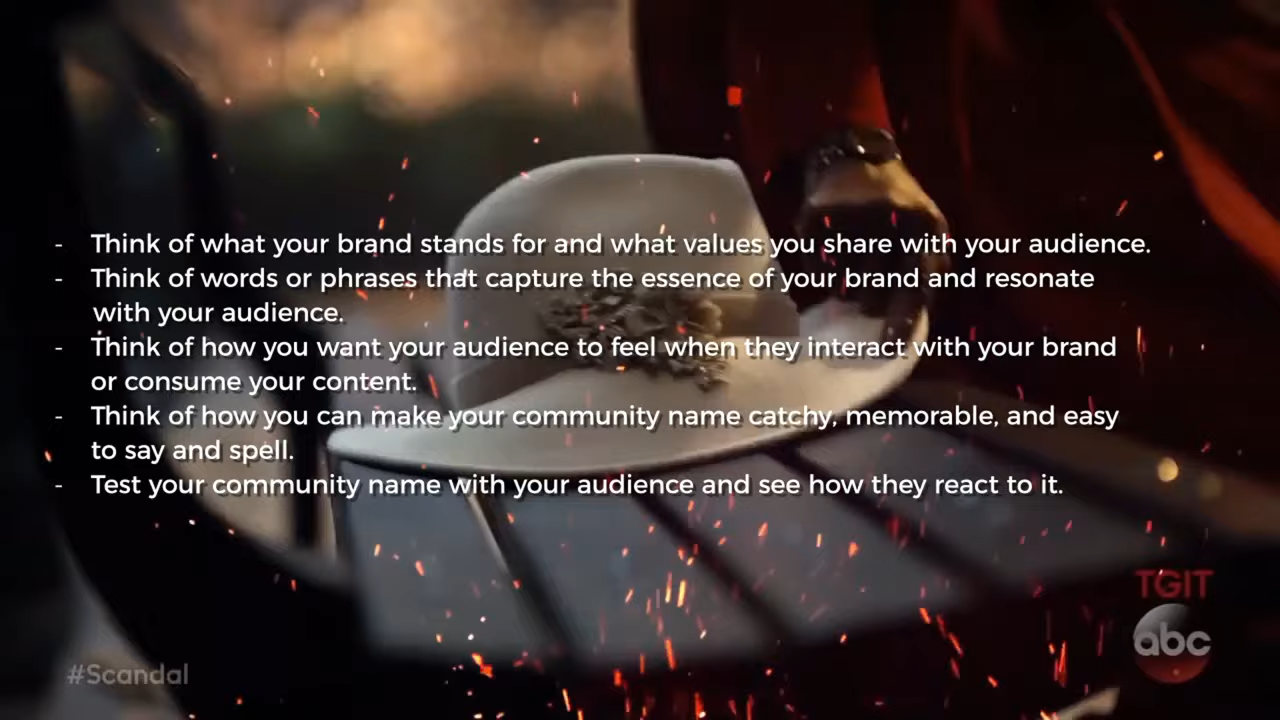 - Think of what your brand stands for and what values you share with your audience.
- Think of words or phrases that capture the essence of your brand and resonate
with your audience.
- Think of how you want your audience to feel when they interact with your brand
or consume your content.
- Think of how you can make your community name catchy, memorable, and easy
to say and spell.
- Test your community name with your audience and see how they react to it.
TGIT
abc
#Scandal